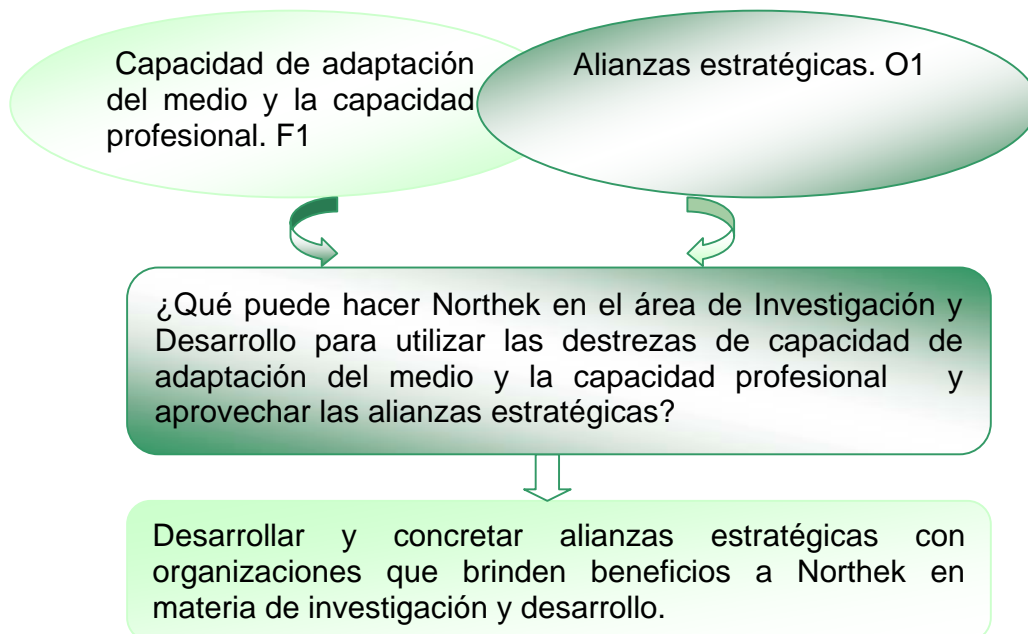 Capacidad de adaptación
del medio y la capacidad
profesional. F1
Alianzas estratégicas. O1
¿Qué puede hacer Northek en el área de Investigación y
Desarrollo para utilizar las destrezas de capacidad de
adaptación del medio y la capacidad profesional y
aprovechar las alianzas estratégicas?
Desarrollar y concretar alianzas estratégicas con
organizaciones que brinden beneficios a Northek en
materia de investigación y desarrollo.